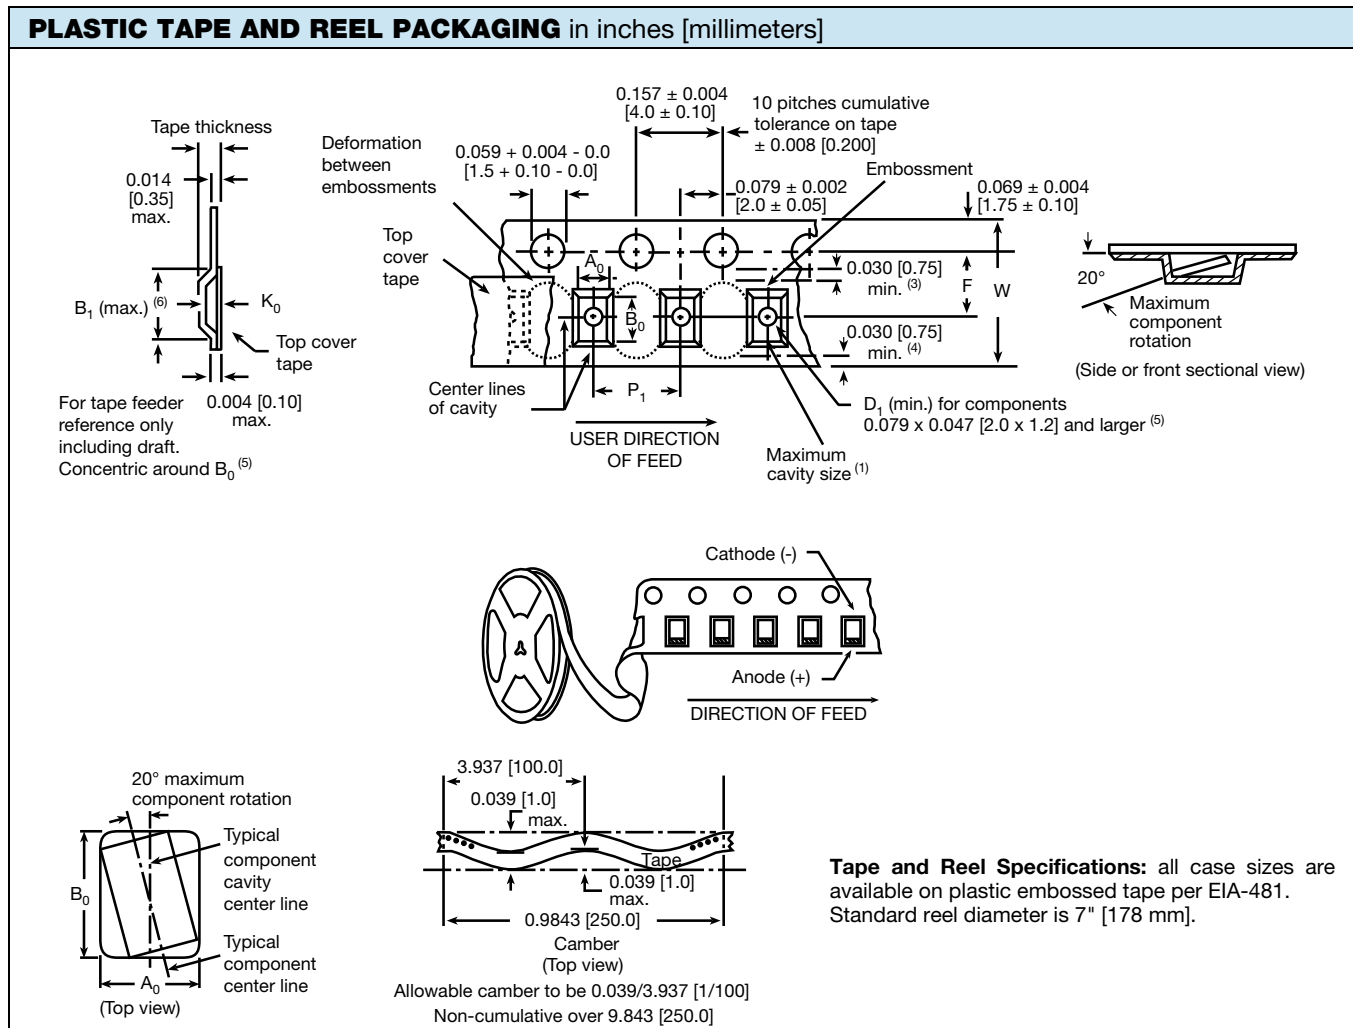 PLASTIC TAPE AND REEL PACKAGING in inches [millimeters]
Tape thickness
0.014
[0.35]
max.
B1 (max.) (6)
K0
Top cover
tape
0.004 [0.10]
max.
For tape feeder
reference only
including draft.
Concentric around B0 (5)
Deformation
between
embossments
Top
cover
tape
0.059 + 0.004 - 0.0
[1.5 + 0.10 - 0.0]
0.157 ± 0.004
[4.0 ± 0.10]
10 pitches cumulative
tolerance on tape
± 0.008 [0.200]
Embossment
0.079 ± 0.002
[2.0 ± 0.05]
0.069 ± 0.004
[1.75 ± 0.10]
A0
B0
0.030 [0.75]
min. (3)
F
W
0.030 [0.75]
min. (4)
Center lines
of cavity
P1
USER DIRECTION
OF FEED
D1 (min.) for components
0.079 x 0.047 [2.0 x 1.2] and larger (5)
Maximum
cavity size (1)
20°
Maximum
component
rotation
(Side or front sectional view)
Cathode (-)
Anode (+)
DIRECTION OF FEED
20° maximum
component rotation
Typical
component
cavity
center line
B0
Typical
component
center line
A0
(Top view)
3.937 [100.0]
0.039 [1.0]
max.
Tape
0.039 [1.0]
max.
0.9843 [250.0]
Camber
(Top view)
Allowable camber to be 0.039/3.937 [1/100]
Non-cumulative over 9.843 [250.0]
Tape and Reel Specifications: all case sizes are
available on plastic embossed tape per EIA-481.
Standard reel diameter is 7" [178 mm].